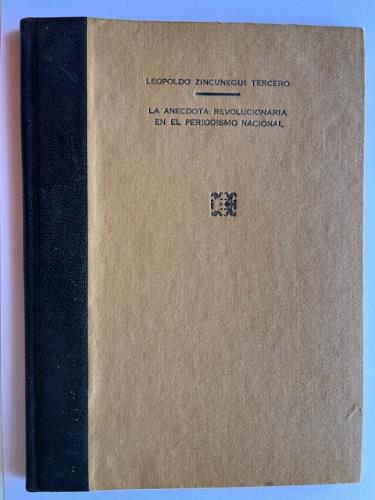 LEOPOLDO ZINCUNEGUI TERCERO
LA ANECDOTA REVOLUCIONARIA
EN EL PERIODISMO NACIONAL